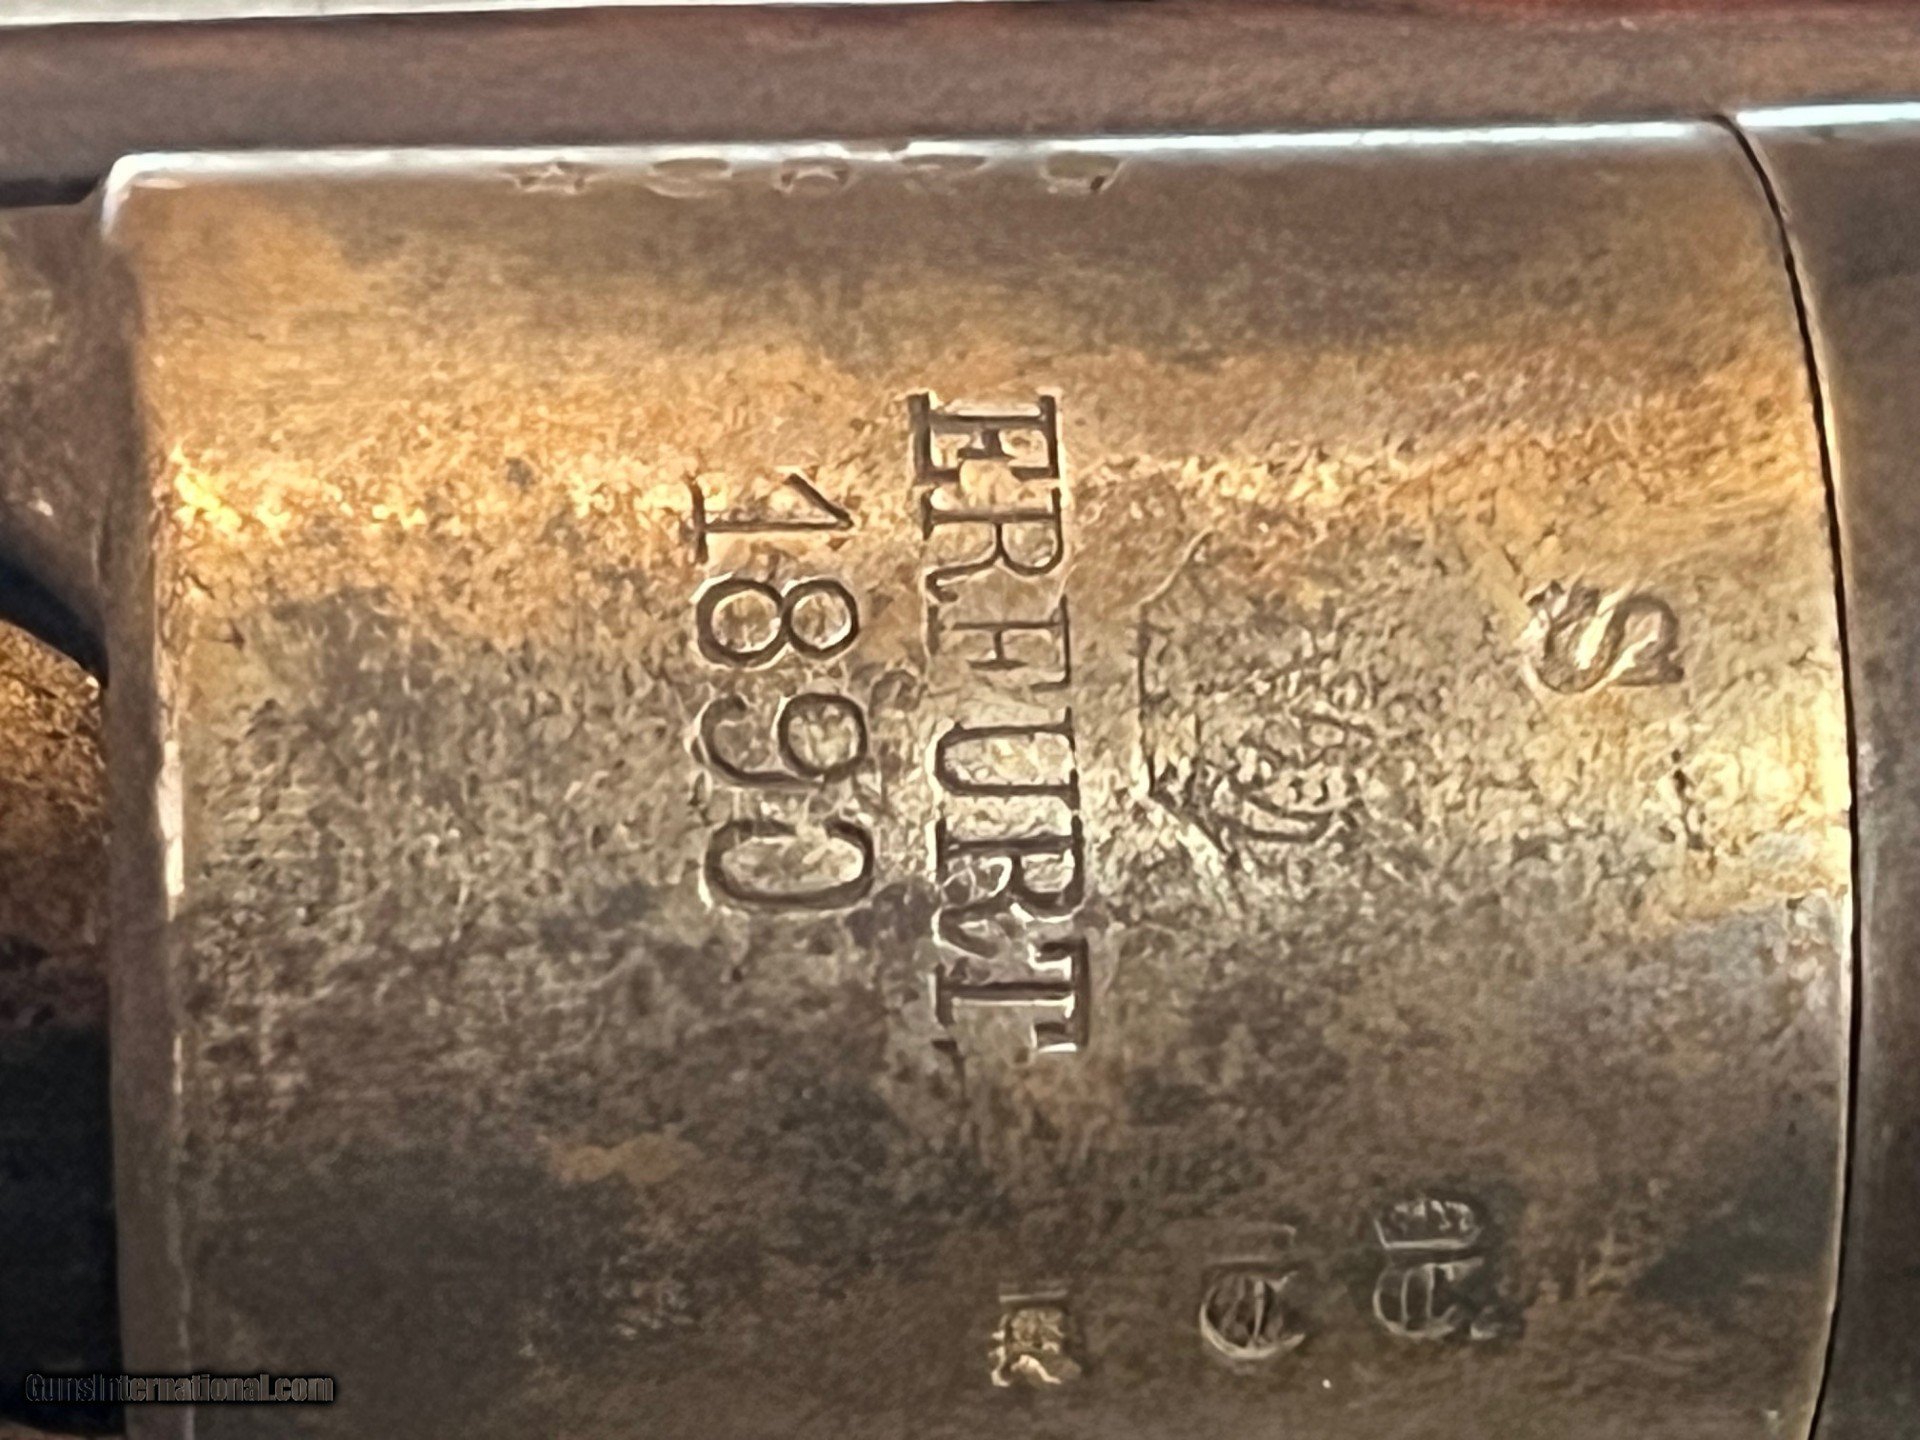 S
ERFURT
1890
GunsInternational.com